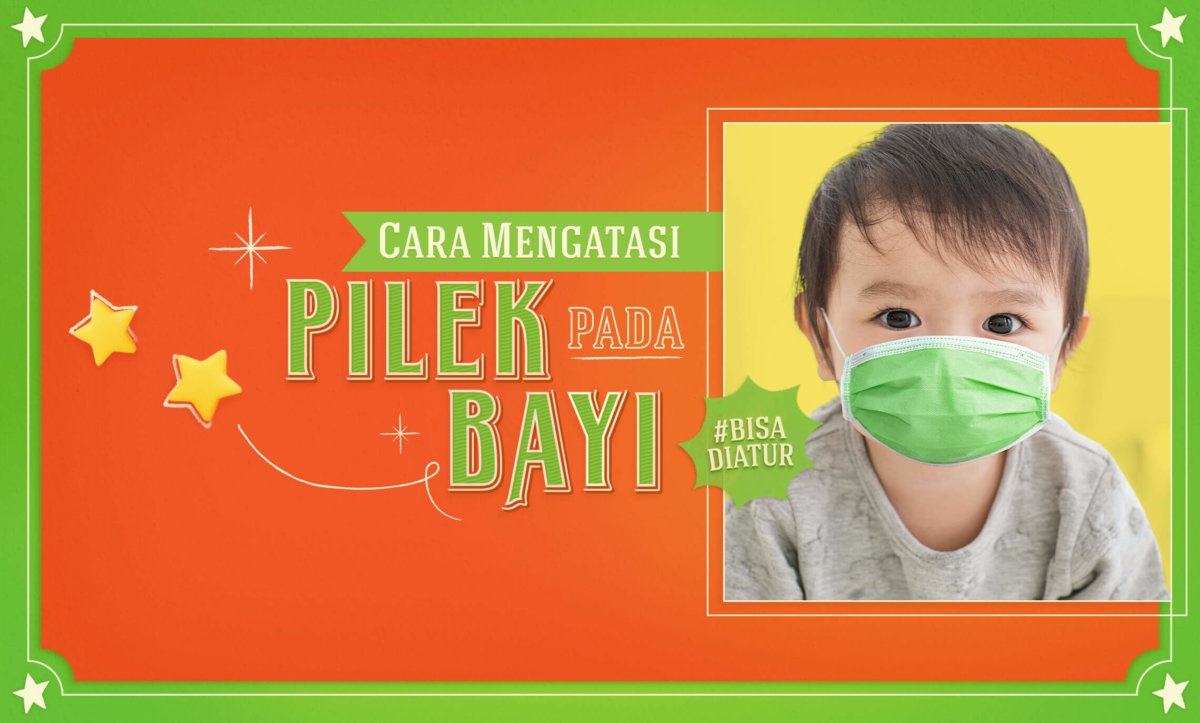 CARA MENGATASI
PILEK PADA
BAYI
#BISA
DIATUR